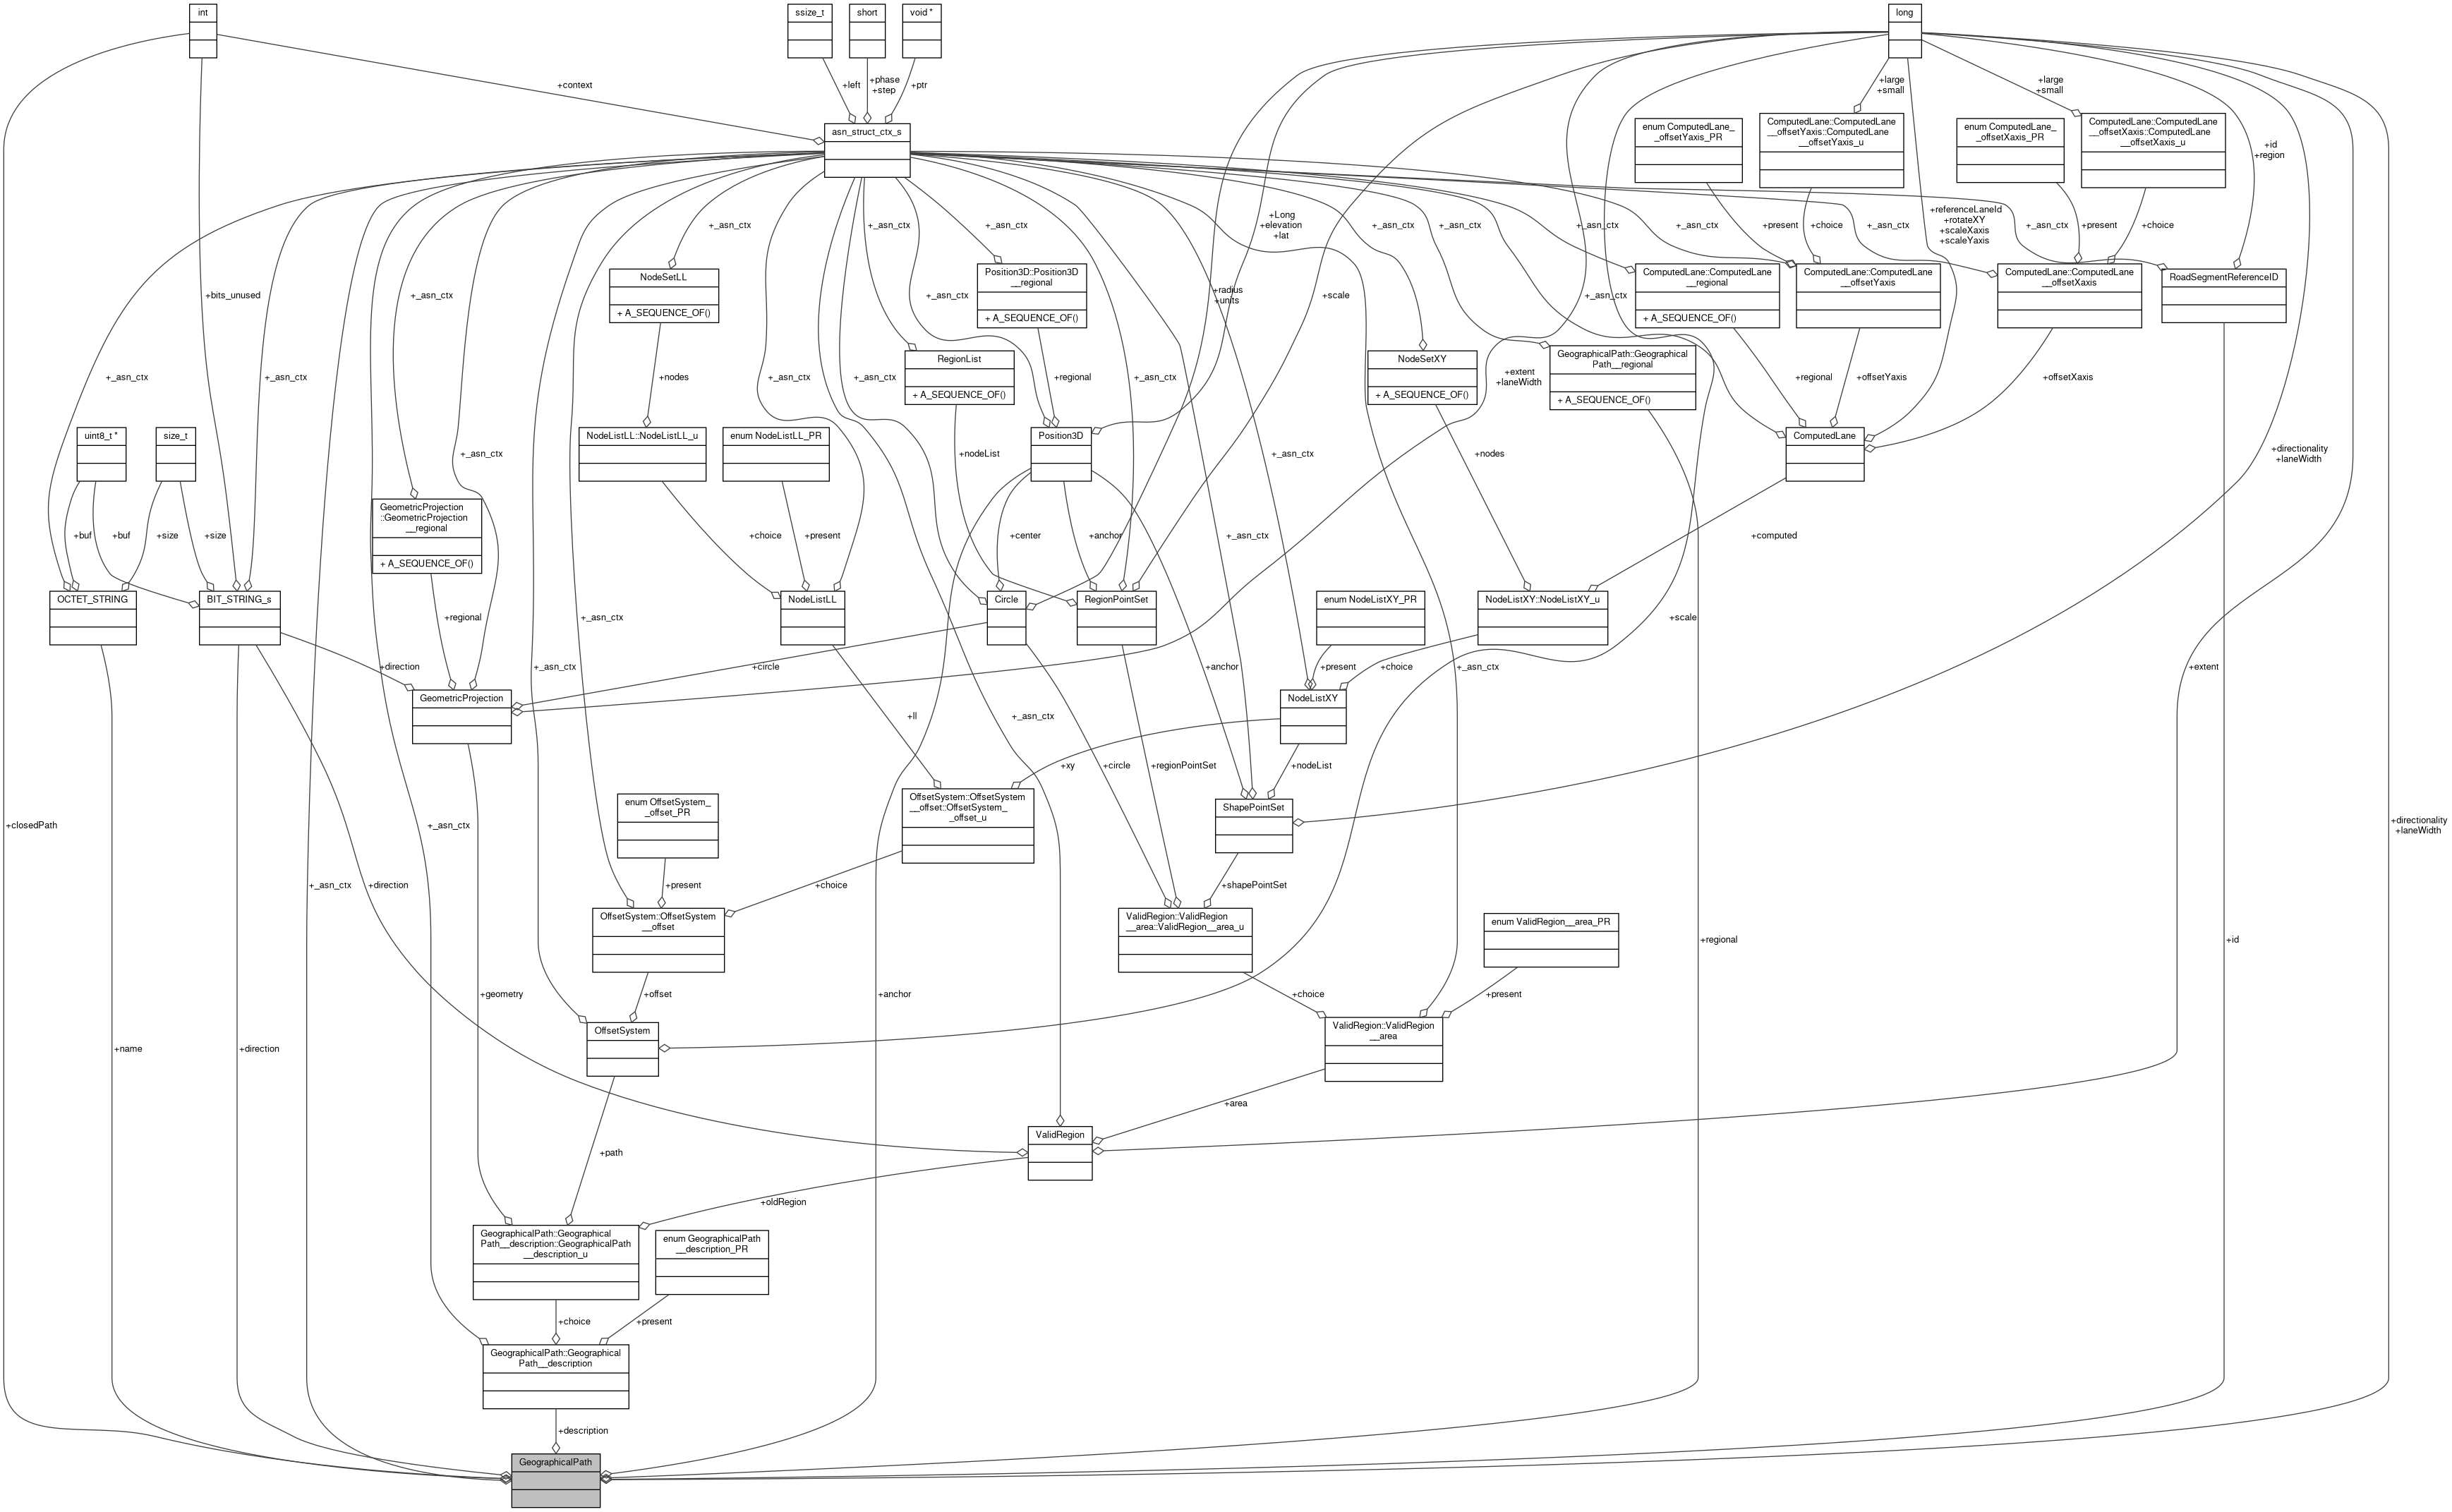 int
ssize_t
short
void *
long
+context
+left
+phase
+step
+ptr
+large
+small
+large
+small
asn_struct_ctx_s
enum ComputedLane_
_offsetYaxis_PR
ComputedLane::ComputedLane
__offsetYaxis::ComputedLane
__offsetYaxis_u
enum ComputedLane_
_offsetXaxis_PR
ComputedLane::ComputedLane
__offsetXaxis::ComputedLane
__offsetXaxis_u
+id
+region
+_asn_ctx
+_asn_ctx
+_asn_ctx
+Long
+elevation
+lat
+_asn_ctx
+_asn_ctx
+_asn_ctx
+_asn_ctx
+present
+choice
+_asn_ctx
+referenceLaneId
+rotateXY
+scaleXaxis
+scaleYaxis
+_asn_ctx
+present
+choice
NodeSetLL
+ A_SEQUENCE_OF()
Position3D::Position3D
__regional
+ A_SEQUENCE_OF()
ComputedLane::ComputedLane
__regional
+ A_SEQUENCE_OF()
ComputedLane::ComputedLane
__offsetYaxis
ComputedLane::ComputedLane
__offsetXaxis
RoadSegmentReferenceID
+bits_unused
+_asn_ctx
+_asn_ctx
+radius
+units
+scale
+_asn_ctx
RegionList
+ A_SEQUENCE_OF()
NodeSetXY
+ A_SEQUENCE_OF()
GeographicalPath::Geographical
Path__regional
+ A_SEQUENCE_OF()
+_asn_ctx
+_asn_ctx
+nodes
+_asn_ctx
+_asn_ctx
+regional
+_asn_ctx
+extent
+laneWidth
+regional
+offsetYaxis
+offsetXaxis
uint8_t *
size_t
NodeListLL::NodeListLL_u
enum NodeListLL_PR
Position3D
ComputedLane
+_asn_ctx
+nodeList
+_asn_ctx
+nodes
+directionality
+laneWidth
GeometricProjection
::GeometricProjection
__regional
+ A_SEQUENCE_OF()
+buf
+buf
+size
+size
+choice
+present
+center
+anchor
+_asn_ctx
+computed
OCTET_STRING
BIT_STRING_s
NodeListLL
Circle
RegionPointSet
enum NodeListXY_PR
NodeListXY::NodeListXY_u
+regional
+_asn_ctx
+scale
+direction
+_asn_ctx
+circle
+anchor
+present
+choice
+_asn_ctx
+extent
GeometricProjection
NodeListXY
+ll
+_asn_ctx
+xy
+circle
+regionPointSet
+nodeList
enum OffsetSystem_
_offset_PR
OffsetSystem::OffsetSystem
__offset::OffsetSystem_
_offset_u
ShapePointSet
+closedPath
+_asn_ctx
+directionality
+laneWidth
+_asn_ctx
+direction
+present
+choice
+shapePointSet
OffsetSystem::OffsetSystem
__offset
ValidRegion::ValidRegion
__area::ValidRegion__area_u
enum ValidRegion__area_PR
+regional
+id
+geometry
+offset
+anchor
+choice
+present
OffsetSystem
ValidRegion::ValidRegion
__area
+name
+direction
+area
ValidRegion
+path
+oldRegion
GeographicalPath::Geographical
Path__description::GeographicalPath
__description_u
enum GeographicalPath
__description_PR
+choice
+present
GeographicalPath::Geographical
Path__description
+description
GeographicalPath